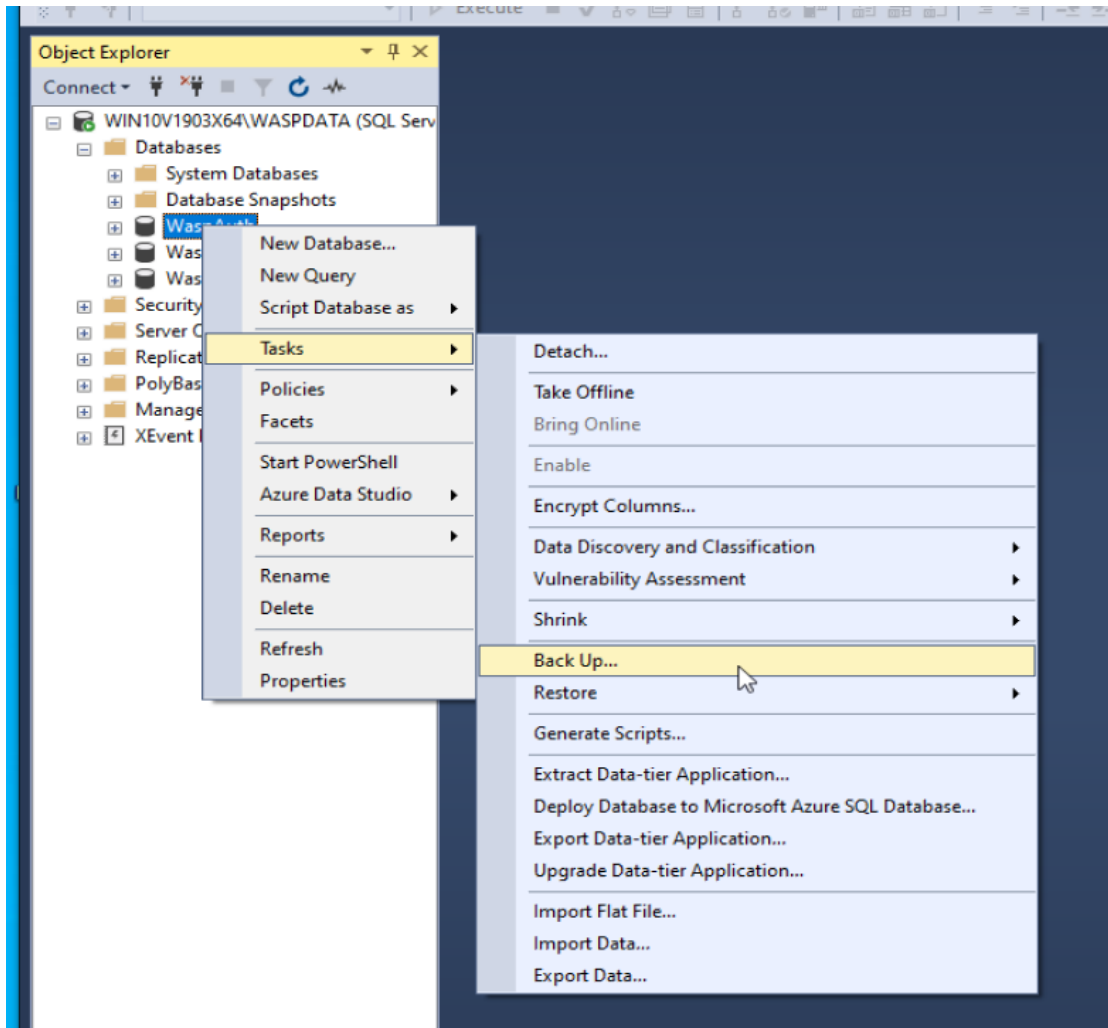 Execute
Object Explorer
Connect
WIN10V1903X64\WASPDATA (SQL Serv
Databases
System Databases
Database Snapshots
WaspAuth
Was
Was
Security
Server C
Replicat
PolyBas
Manage
XEvent
New Database...
New Query
Script Database as
Tasks
Policies
Facets
Start PowerShell
Azure Data Studio
Reports
Rename
Delete
Refresh
Properties
Detach...
Take Offline
Bring Online
Enable
Encrypt Columns...
Data Discovery and Classification
Vulnerability Assessment
Shrink
Back Up...
Restore
Generate Scripts...
Extract Data-tier Application...
Deploy Database to Microsoft Azure SQL Database...
Export Data-tier Application...
Upgrade Data-tier Application...
Import Flat File...
Import Data...
Export Data...